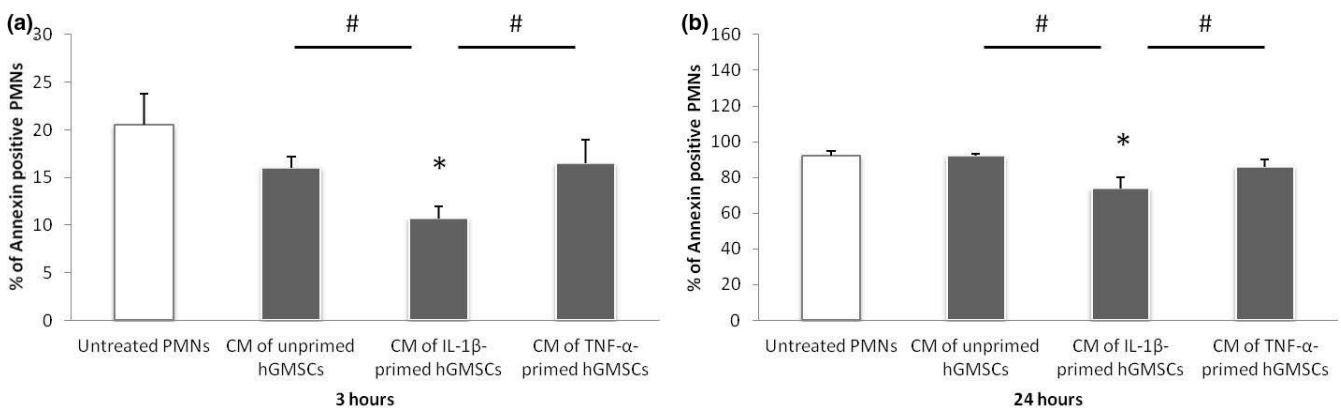 (a)
# #
% of Annexin positive PMNs
30
25
20
15
10
5
0
Untreated PMNs CM of unprimed hGMSCs CM of IL-1β-primed hGMSCs CM of TNF-α-primed hGMSCs
3 hours
(b)
# #
% of Annexin positive PMNs
160
140
120
100
80
60
40
20
0
*
*
Untreated PMNs CM of unprimed hGMSCs CM of IL-1β-primed hGMSCs CM of TNF-α-primed hGMSCs
24 hours